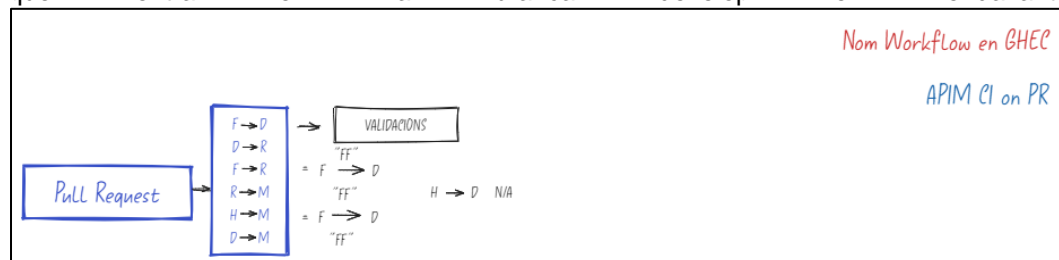 Nom Workflow en GHEC
APIM CI on PR
Pull Request
F → D
D → R
F → R
R → M
H → M
D → M
→ VALIDACIONS
"FF"
= F → D
"FF"
H → D N/A
= F → D
"FF"